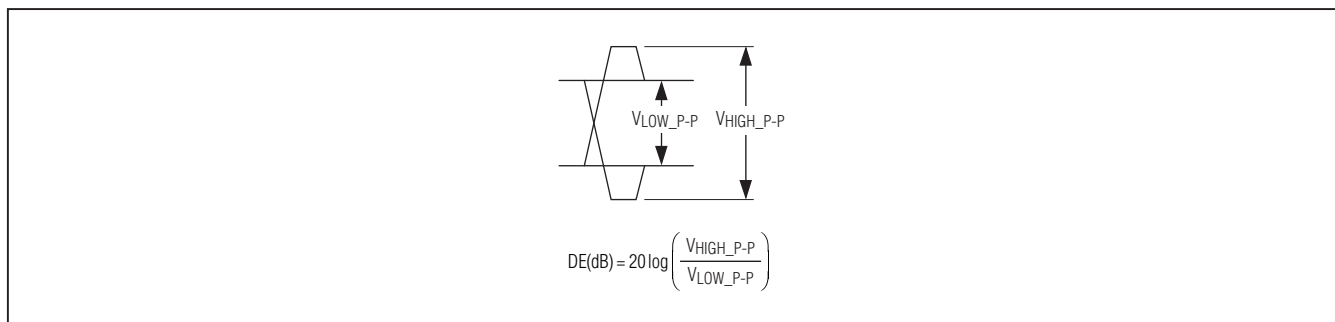 VLOW_P-P VHIGH_P-P
DE(dB) = 20 log ( VHIGH_P-P / VLOW_P-P )